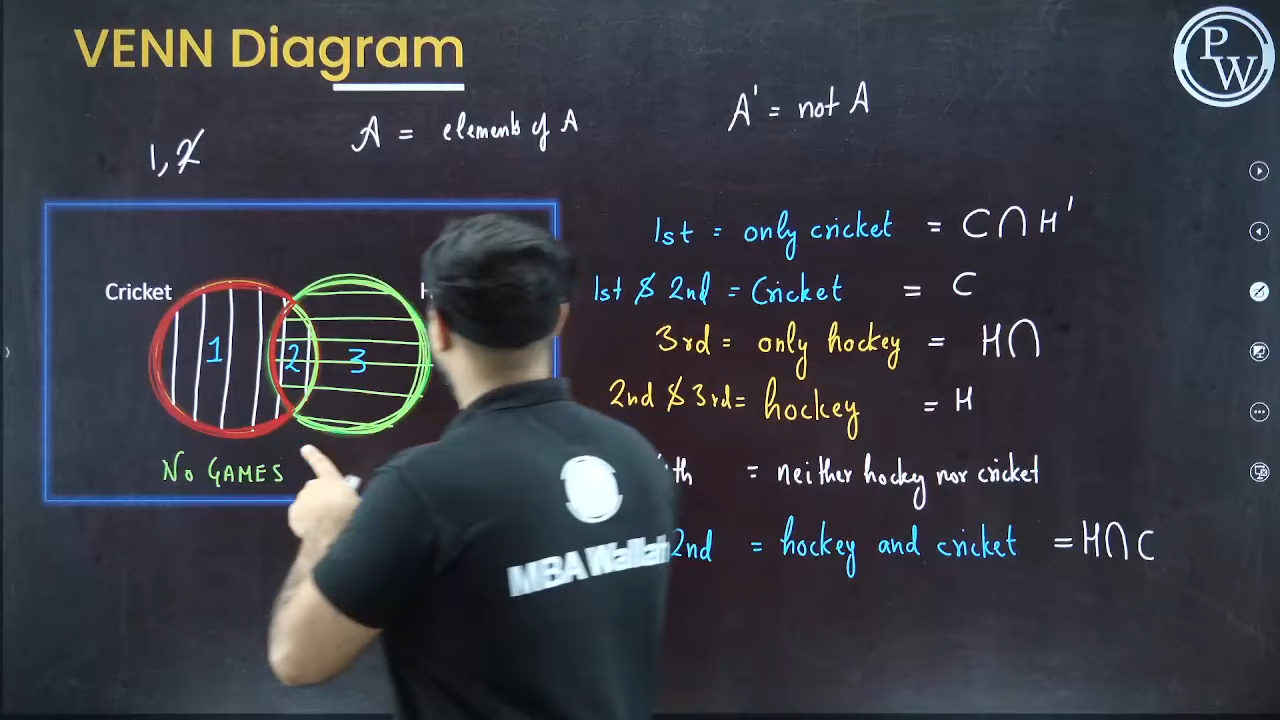 VENN Diagram
PW
A = elements of A
A' = not A
1, 2
1st = only cricket = C∩H'
1st & 2nd = Cricket = C
3rd = only hockey = H∩
2nd & 3rd = hockey = H
th = neither hockey nor cricket
2nd = hockey and cricket = H∩C
Cricket
H
1
2
3
NO GAMES
MBA Wallah